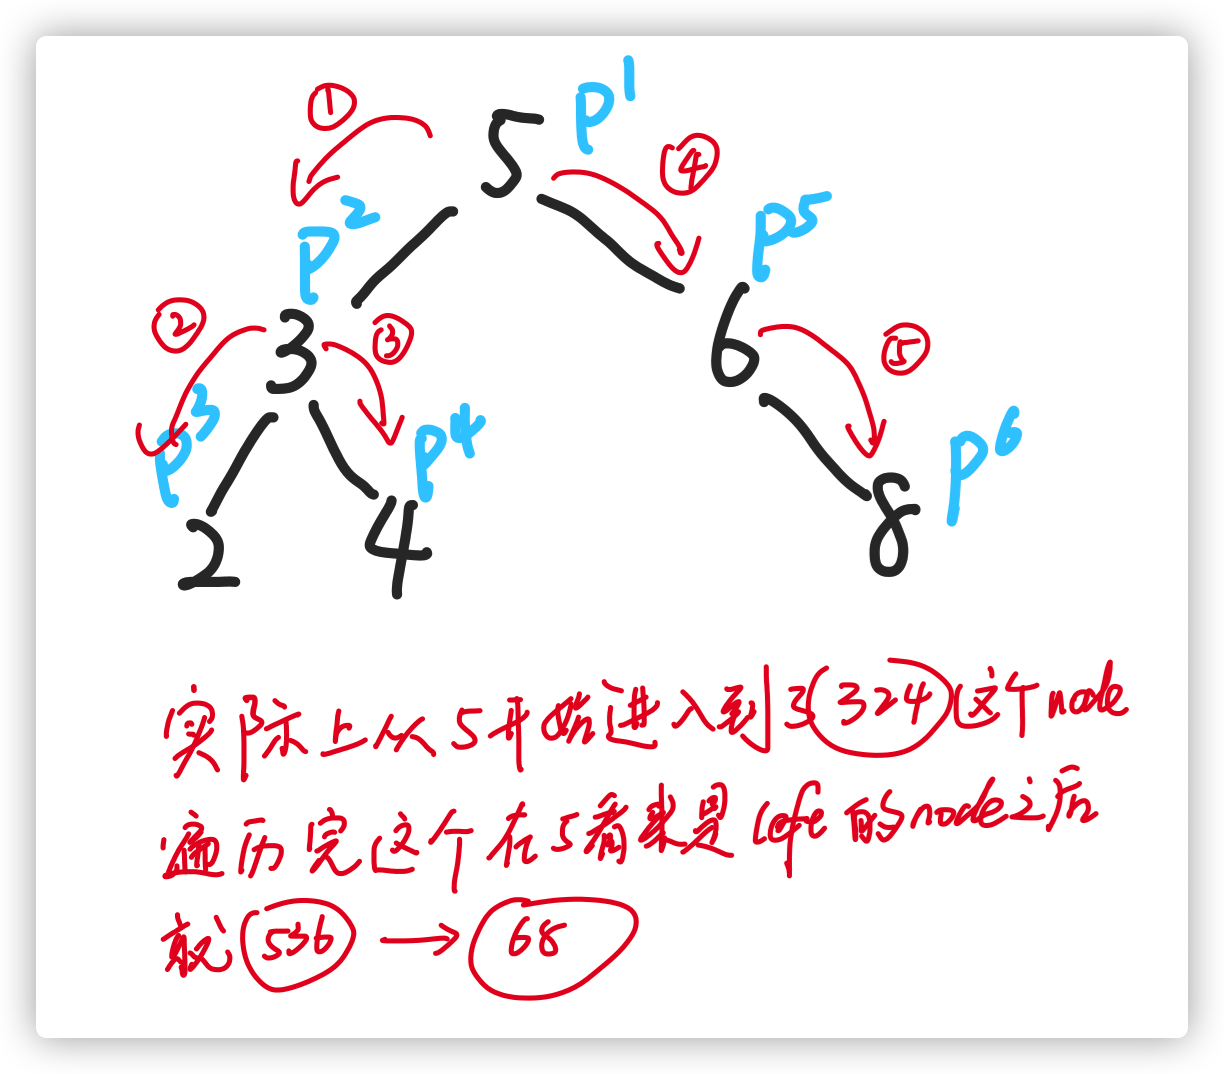 ① 5 p1 ④
p2 p5
② 3 ③ 6 ⑤
p3 p4 p6
2 4 8
实际上从5开始进入到3(324)这个node
遍历完这个在5看来是left的node之后
就536→68